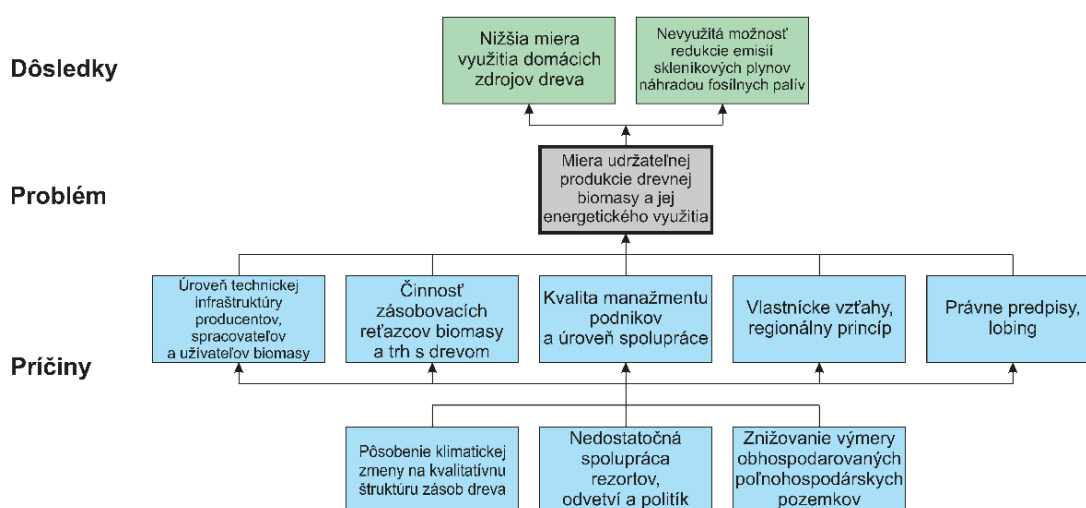 Dôsledky
Nižšia miera
využitia domácich
zdrojov dreva
Nevyužitá možnosť
redukcie emisií
skleníkových plynov
náhradou fosílnych palív
Problém
Miera udržateľnej
produkcie drevnej
biomasy a jej
energetického využitia
Príčiny
Úroveň technickej
infraštruktúry
producentov,
spracovateľov
a užívateľov biomasy
Činnosť
zásobovacích
reťazcov biomasy
a trh s drevom
Kvalita manažmentu
podnikov
a úroveň spolupráce
Vlastnícke vzťahy,
regionálny princíp
Právne predpisy,
lobing
Pôsobenie klimatickej
zmeny na kvalitatívnu
štruktúru zásob dreva
Nedostatočná
spolupráca
rezortov,
odvetví a politík
Znižovanie výmery
obhospodarovaných
poľnohospodárskych
pozemkov